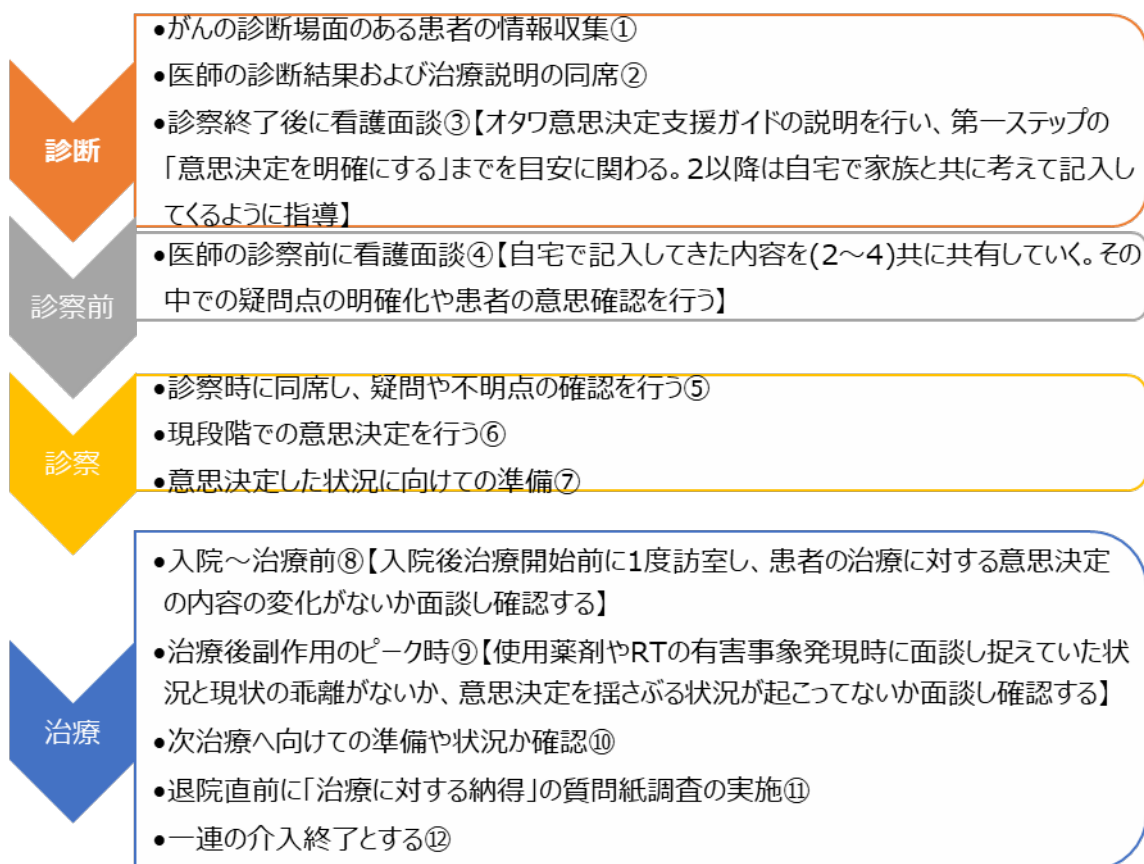 診断
•がんの診断場面のある患者の情報収集①
•医師の診断結果および治療説明の同席②
•診察終了後に看護面談③【オタワ意思決定支援ガイドの説明を行い、第一ステップの
「意思決定を明確にする」までを目安に関わる。2以降は自宅で家族と共に考えて記入し
てくるように指導】
診察前
•医師の診察前に看護面談④【自宅で記入してきた内容を(2～4)共に共有していく。その
中での疑問点の明確化や患者の意思確認を行う】
診察
•診察時に同席し、疑問や不明点の確認を行う⑤
•現段階での意思決定を行う⑥
•意思決定した状況に向けての準備⑦
治療
•入院～治療前⑧【入院後治療開始前に1度訪室し、患者の治療に対する意思決定
の内容の変化がないか面談し確認する】
•治療後副作用のピーク時⑨【使用薬剤やRTの有害事象発現時に面談し捉えていた状
況と現状の乖離がないか、意思決定を揺さぶる状況が起こってないか面談し確認する】
•次治療へ向けての準備や状況か確認⑩
•退院直前に「治療に対する納得」の質問紙調査の実施⑪
•一連の介入終了とする⑫